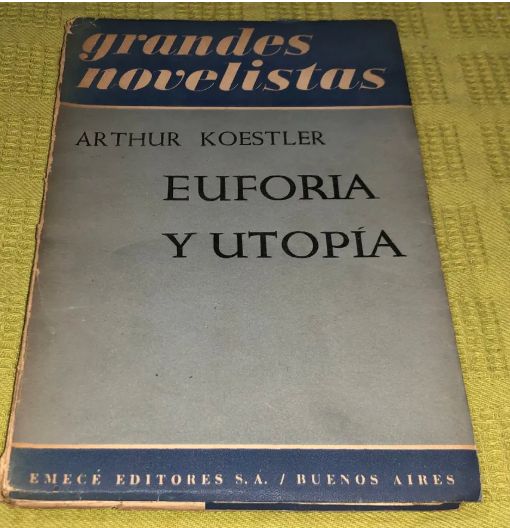 grandes
novelistas
ARTHUR KOESTLER
EUFORIA
Y UTOPÍA
EMECÉ EDITORES S.A. / BUENOS AIRES